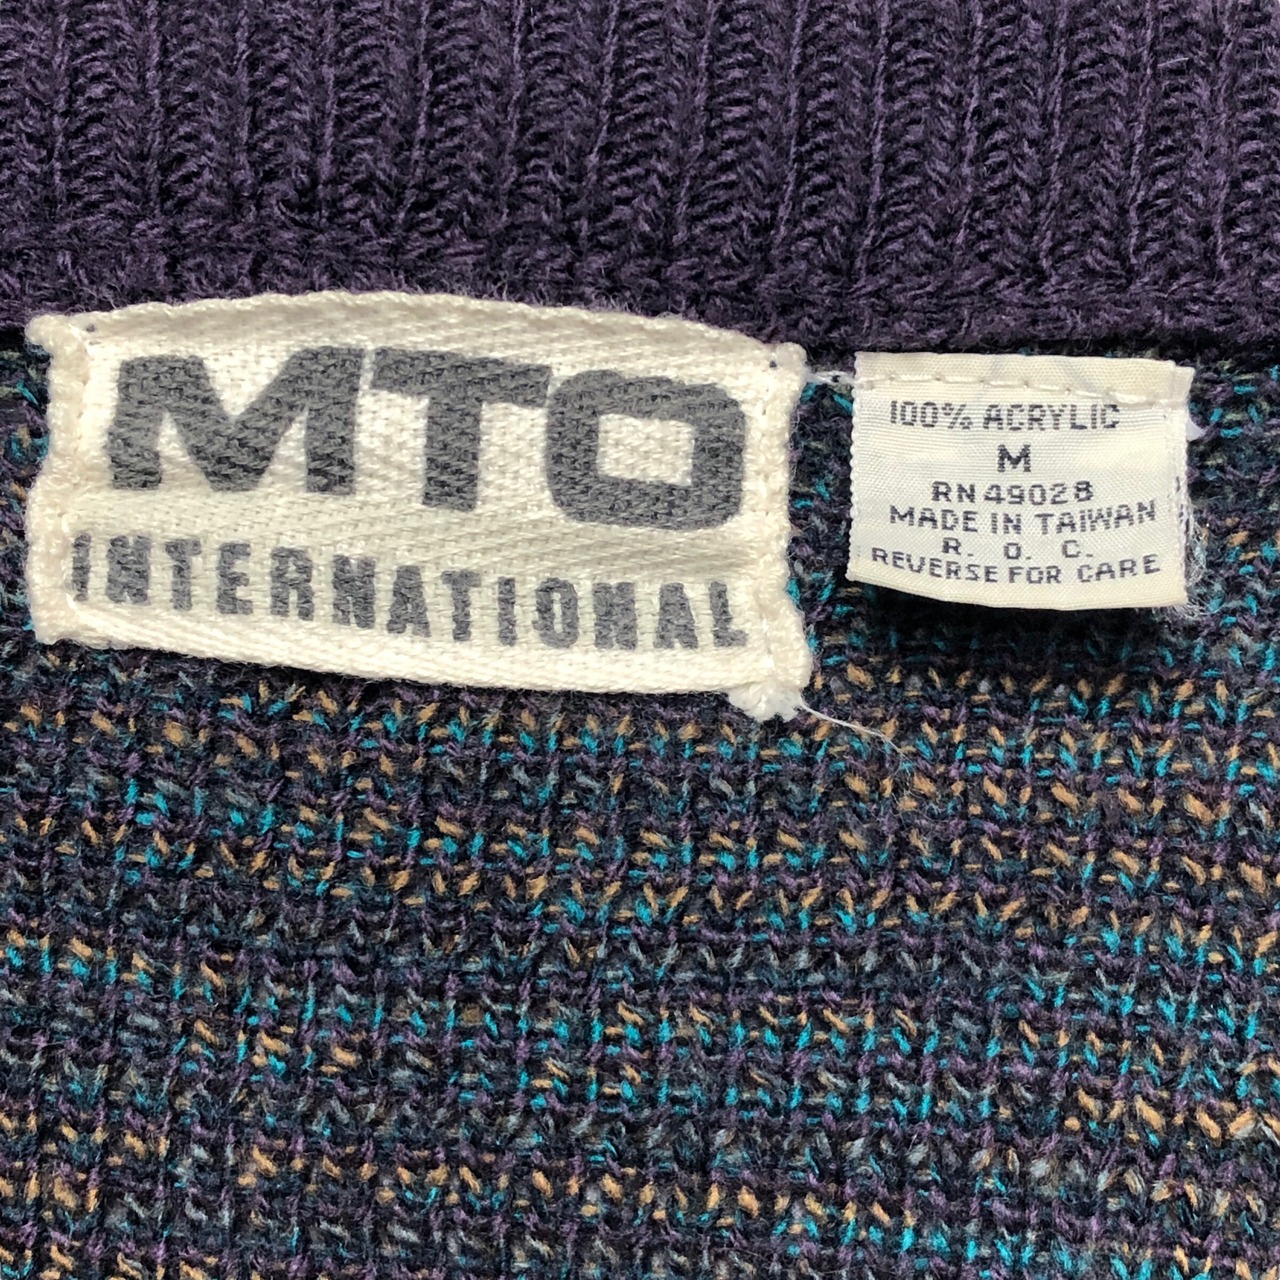 MTO
INTERNATIONAL
100% ACRYLIC
M
RN 49028
MADE IN TAIWAN
R. O. C.
REVERSE FOR CARE